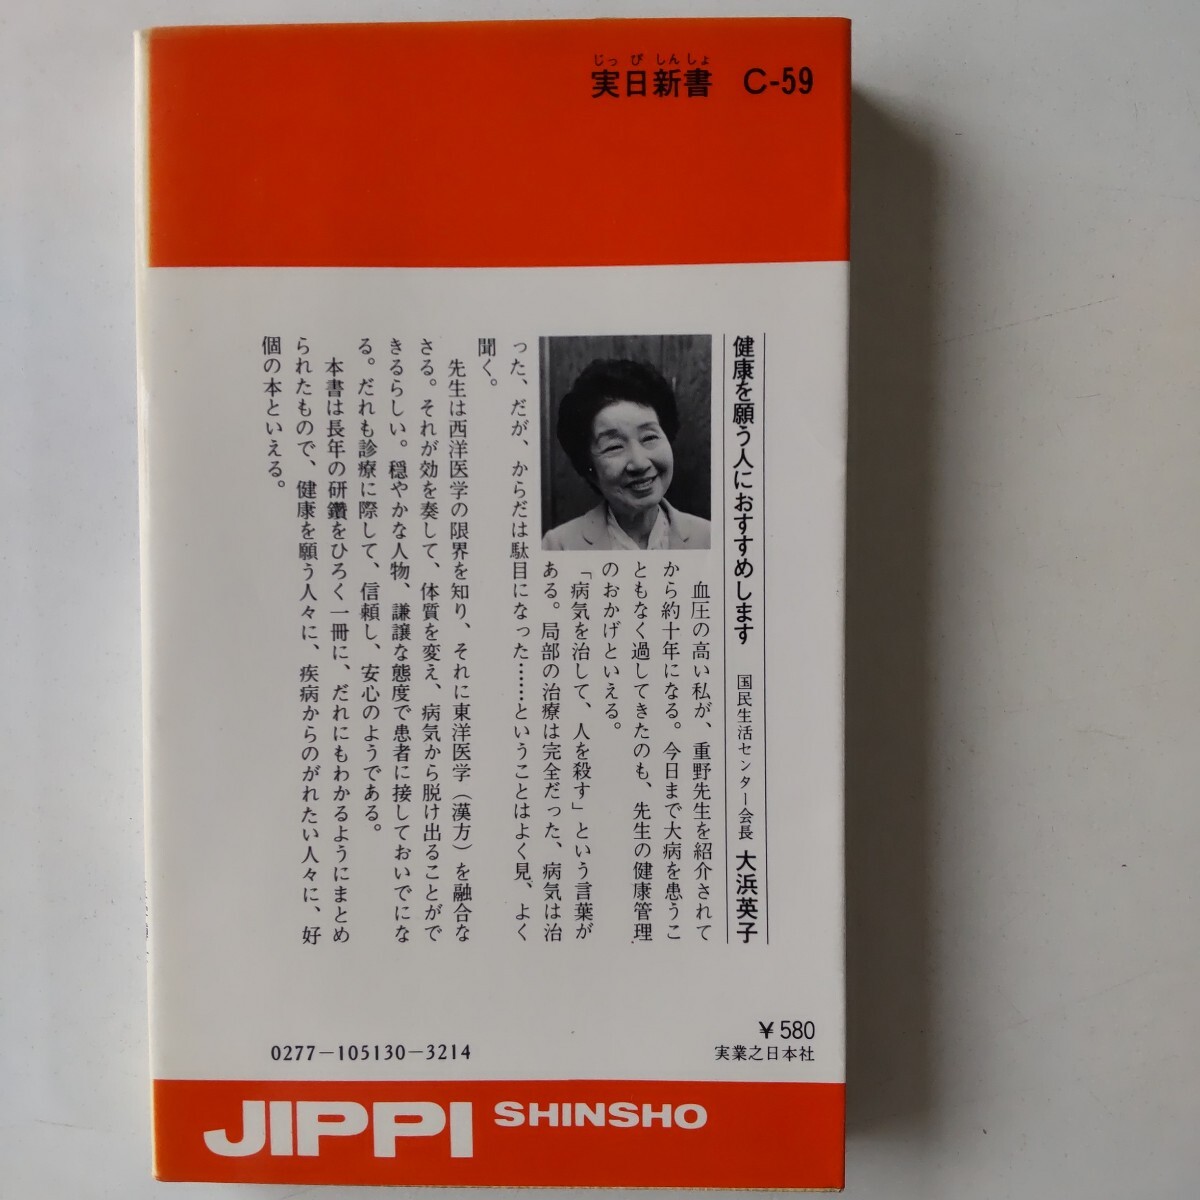 じっぴしんしょ
実日新書 C-59
健康を願う人におすすめします 国民生活センター会長 大浜英子
血圧の高い私が、重野先生を紹介されて
から約十年になる。今日まで大病を患うこ
ともなく過してきたのも、先生の健康管理
のおかげといえる。
「病気を治して、人を殺す」という言葉が
ある。局部の治療は完全だった、病気は治
った、だが、からだは駄目になった……ということはよく見、よく
聞く。
先生は西洋医学の限界を知り、それに東洋医学（漢方）を融合な
さる。それが効を奏して、体質を変え、病気から脱け出ることがで
きるらしい。穏やかな人物、謙譲な態度で患者に接しておいでにな
る。だれも診療に際して、信頼し、安心のようである。
本書は長年の研鑽をひろく一冊に、だれにもわかるようにまとめ
られたもので、健康を願う人々に、疾病からのがれたい人々に、好
個の本といえる。
￥580
0277-105130-3214
実業之日本社
JIPPI SHINSHO